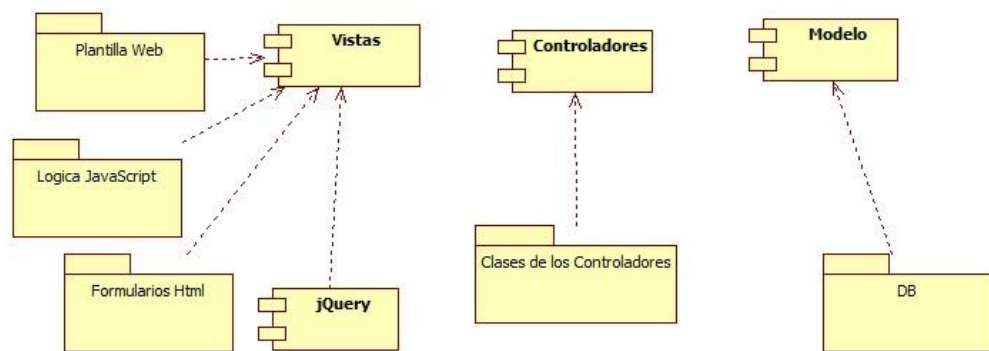 Plantilla Web
Vistas
Controladores
Modelo
Logica JavaScript
Formularios Html
jQuery
Clases de los Controladores
DB